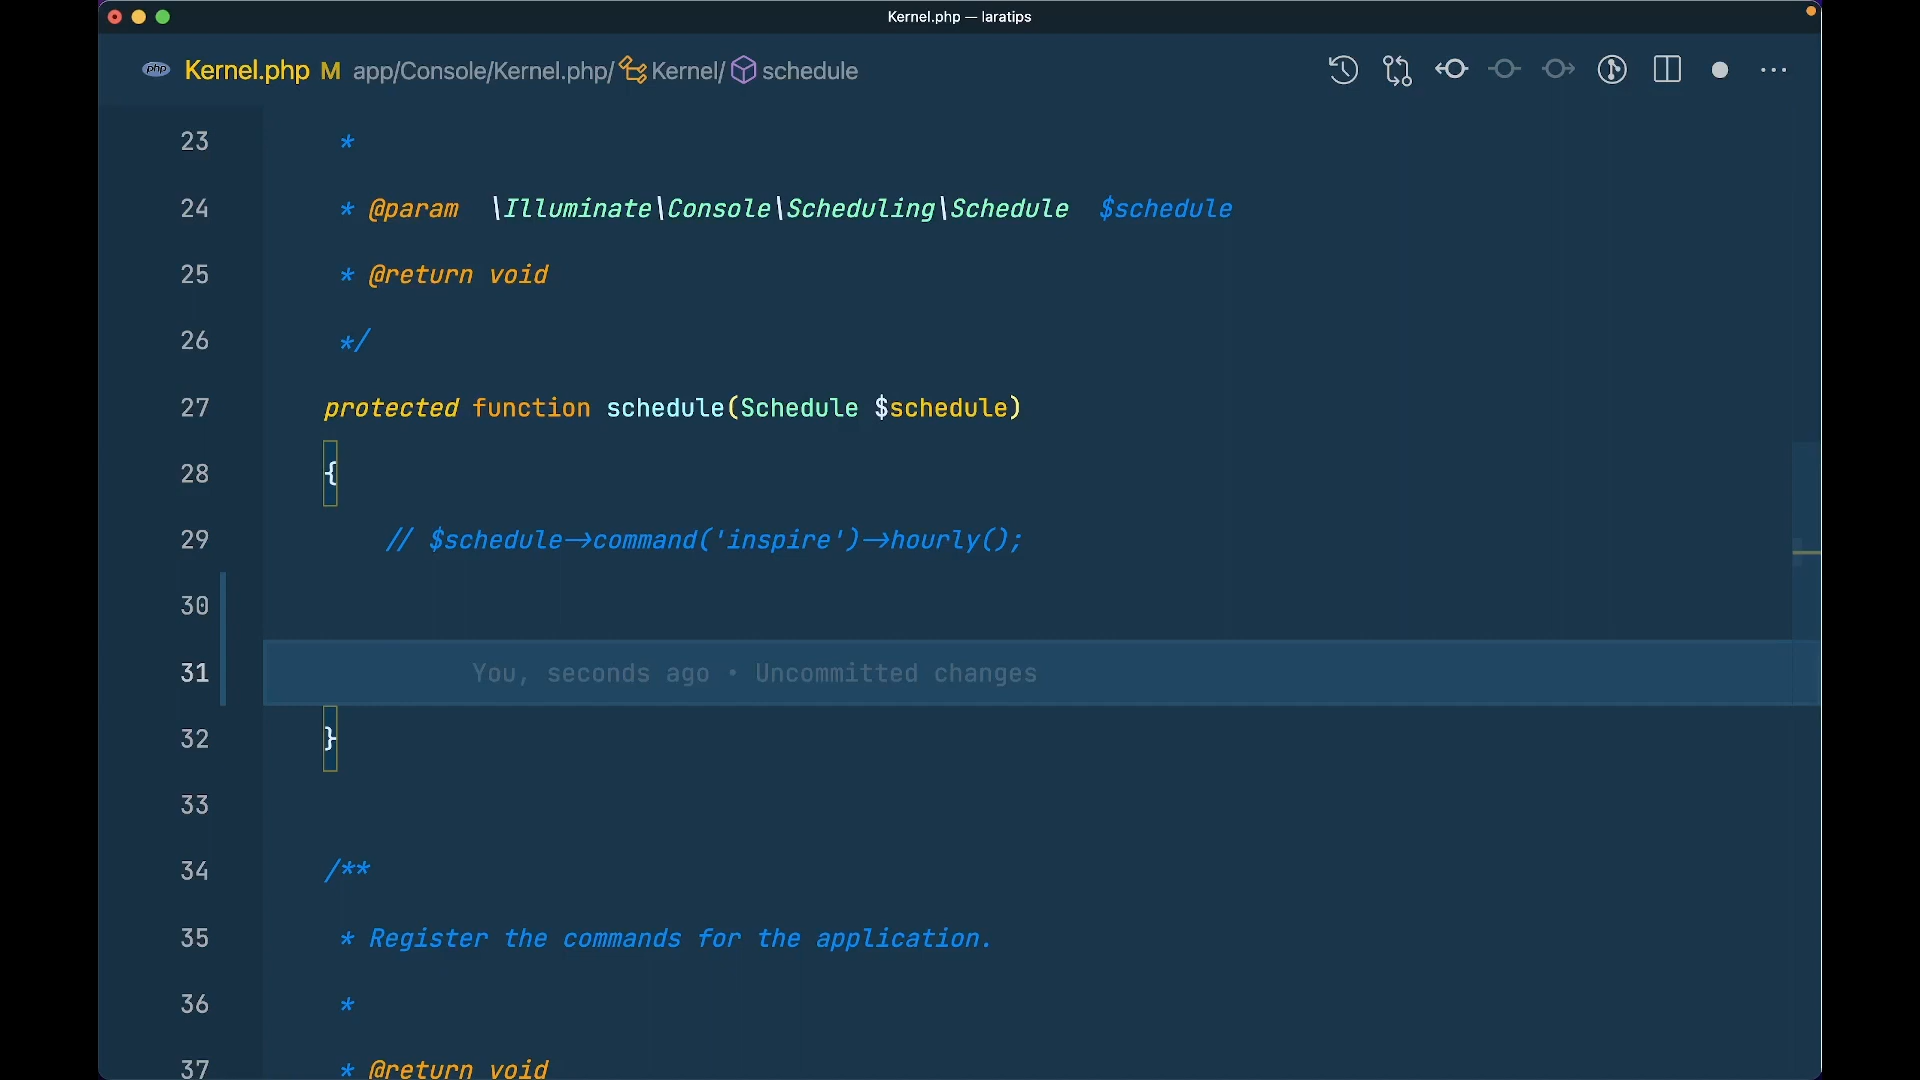 Kernel.php — laratips
php Kernel.php M app/Console/Kernel.php/ Kernel/ schedule
23 *
24 * @param \Illuminate\Console\Scheduling\Schedule $schedule
25 * @return void
26 */
27 protected function schedule(Schedule $schedule)
28 {
29 // $schedule->command('inspire')->hourly();
30
31 You, seconds ago • Uncommitted changes
32 }
33
34 /**
35 * Register the commands for the application.
36 *
37 * @return void